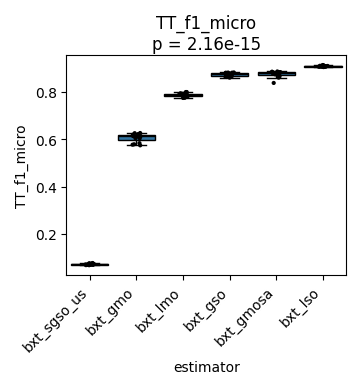 TT_f1_micro
p = 2.16e-15
TT_f1_micro
0.8
0.6
0.4
0.2
bxt_sgso_us
bxt_gmo
bxt_lmo
bxt_gso
bxt_gmosa
bxt_lso
estimator